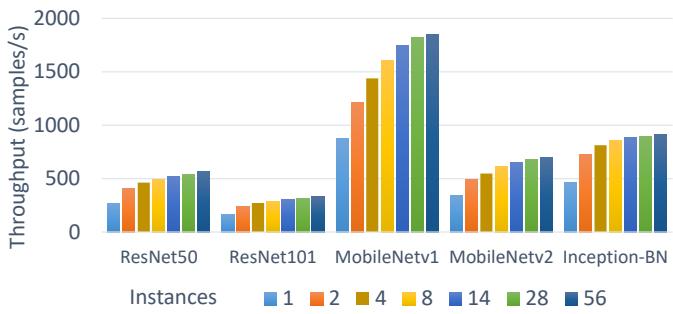 Throughput (samples/s)
2000
1500
1000
500
0
ResNet50 ResNet101 MobileNetv1 MobileNetv2 Inception-BN
Instances 1 2 4 8 14 28 56